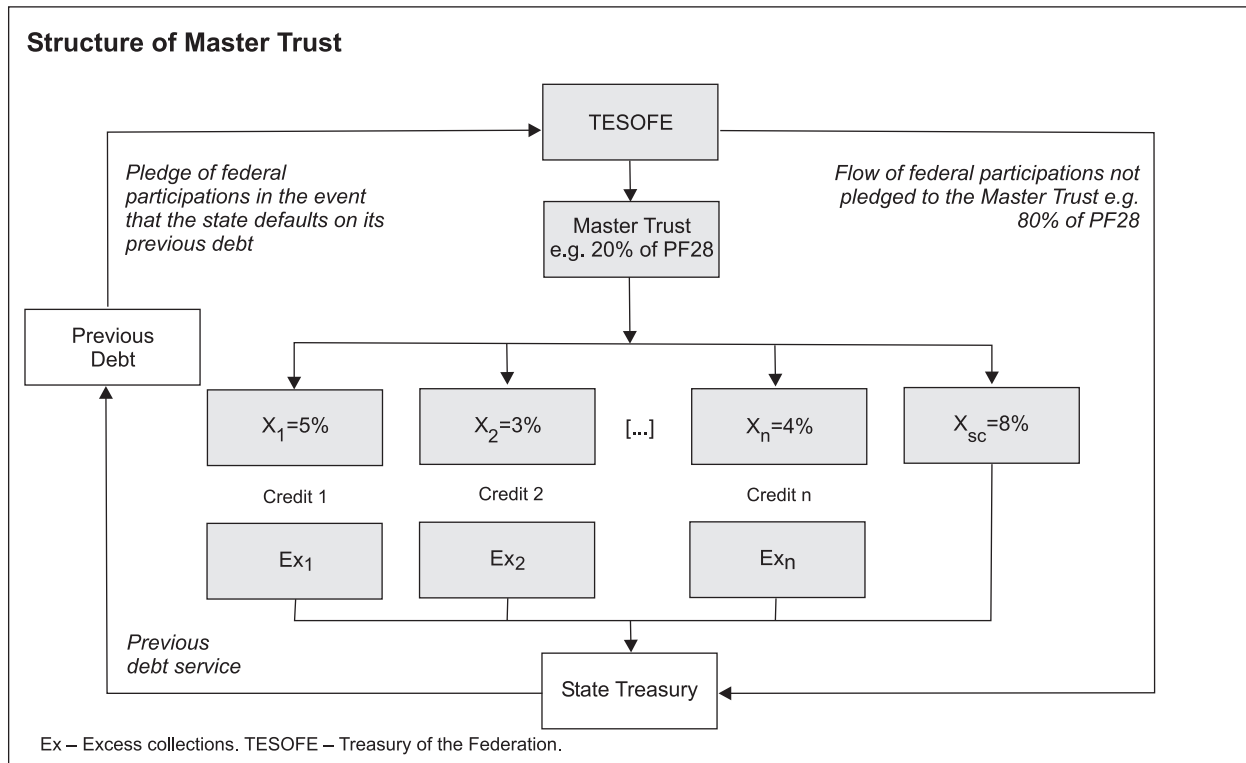 Structure of Master Trust
TESOFE
Pledge of federal
participations in the event
that the state defaults on its
previous debt
Flow of federal participations not
pledged to the Master Trust e.g.
80% of PF28
Master Trust
e.g. 20% of PF28
Previous
Debt
X1=5%
X2=3%
[...]
Xn=4%
Xsc=8%
Credit 1
Credit 2
Credit n
Ex1
Ex2
Exn
Previous
debt service
State Treasury
Ex – Excess collections. TESOFE – Treasury of the Federation.